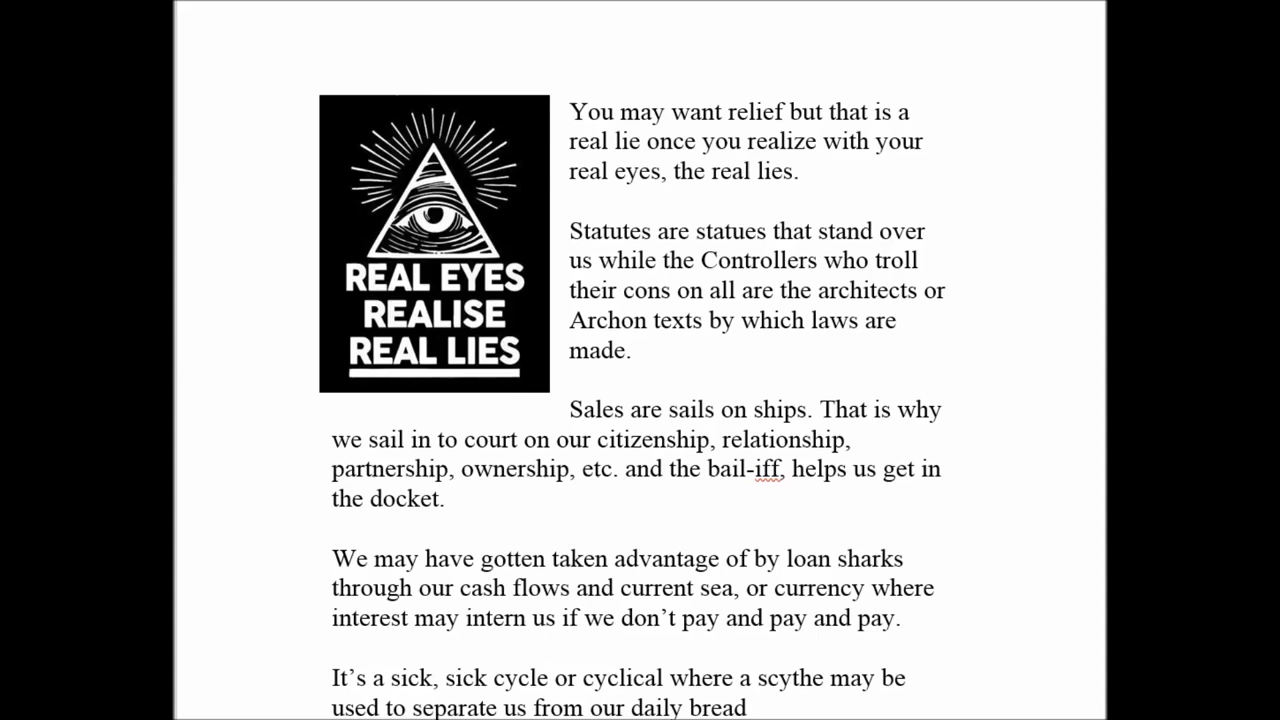 REAL EYES
REALISE
REAL LIES
You may want relief but that is a
real lie once you realize with your
real eyes, the real lies.
Statutes are statues that stand over
us while the Controllers who troll
their cons on all are the architects or
Archon texts by which laws are
made.
Sales are sails on ships. That is why
we sail in to court on our citizenship, relationship,
partnership, ownership, etc. and the bail-iff, helps us get in
the docket.
We may have gotten taken advantage of by loan sharks
through our cash flows and current sea, or currency where
interest may intern us if we don’t pay and pay and pay.
It’s a sick, sick cycle or cyclical where a scythe may be
used to separate us from our daily bread